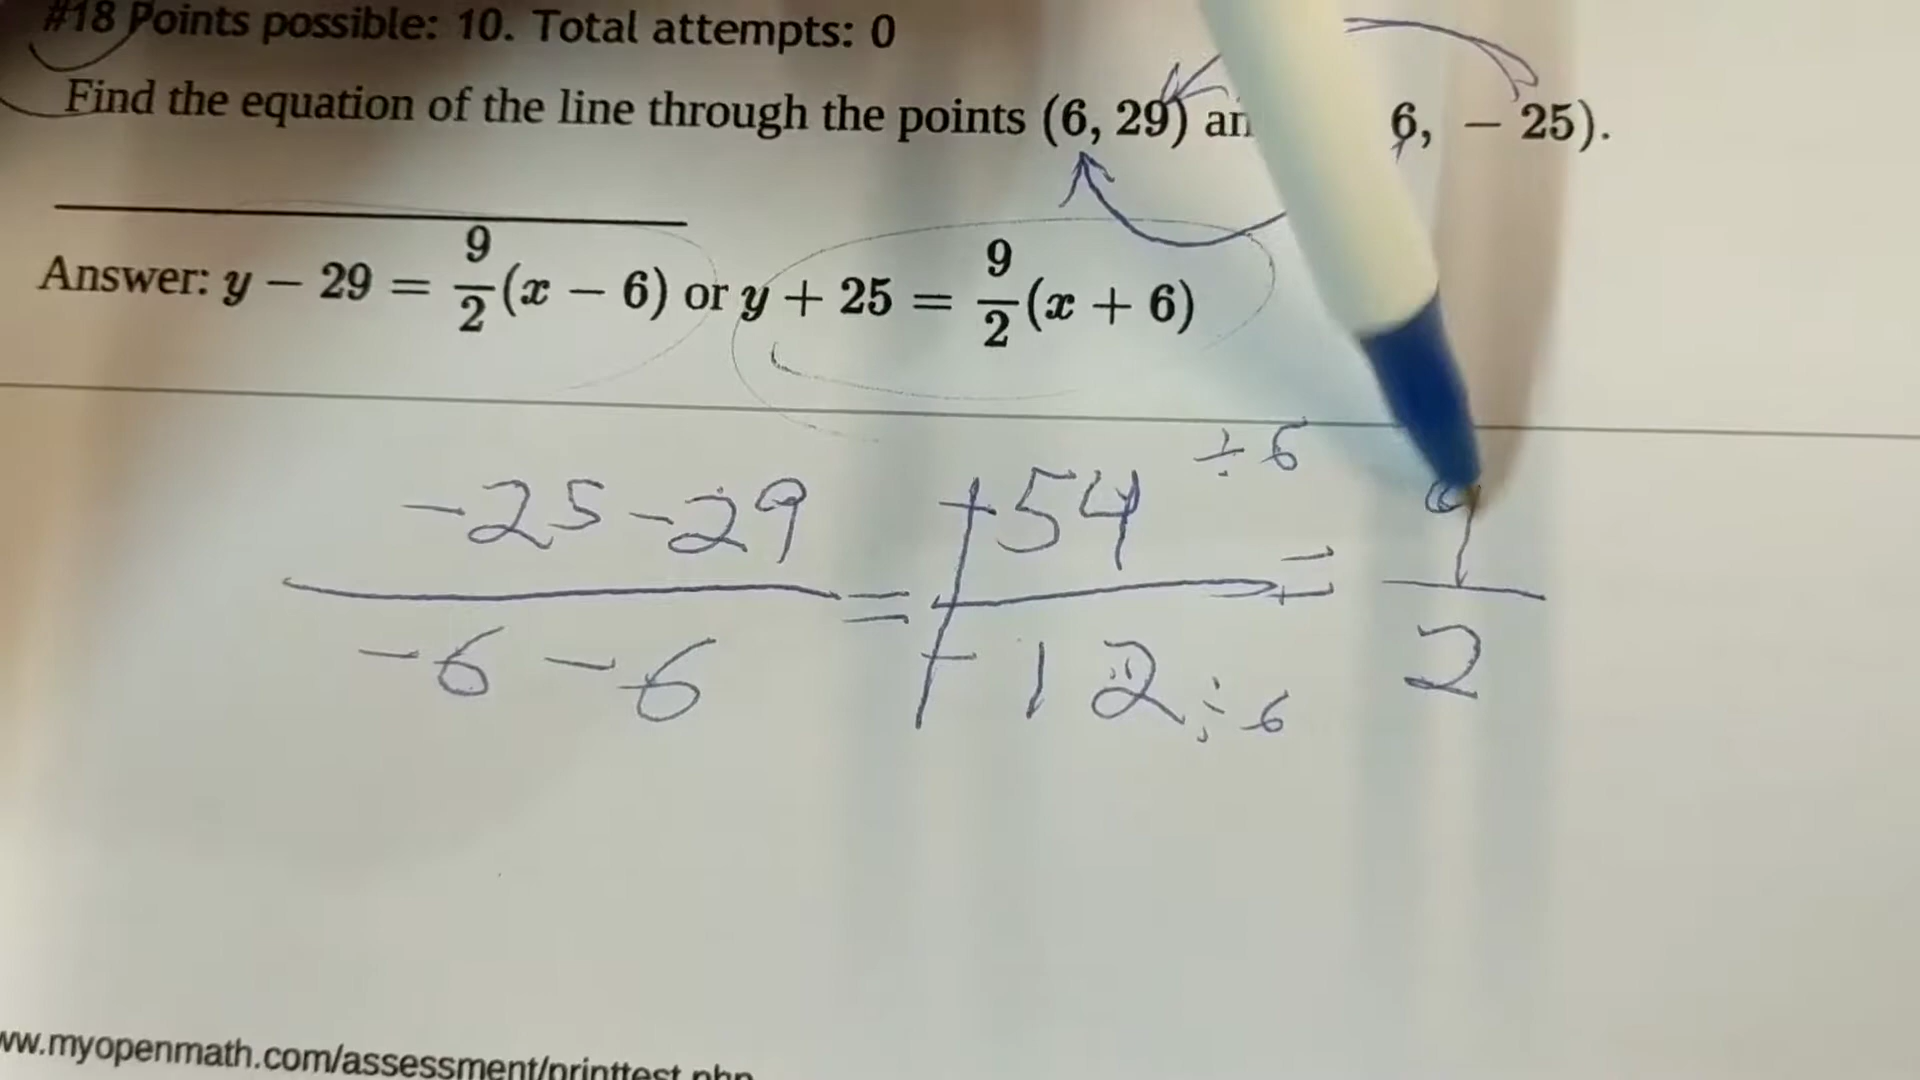 #18 Points possible: 10. Total attempts: 0
Find the equation of the line through the points (6, 29) an 6, − 25).
Answer: y − 29 = 9/2 (x − 6) or y + 25 = 9/2 (x + 6)
-25-29 / -6-6 = +54 ÷6 / +12 ÷6 = 9/2
ww.myopenmath.com/assessment/printtest.php